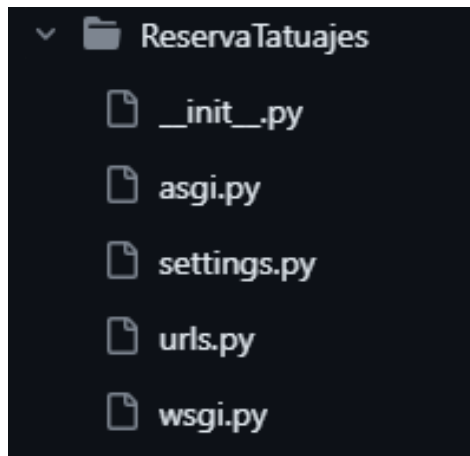 ReservaTatuajes
__init__.py
asgi.py
settings.py
urls.py
wsgi.py